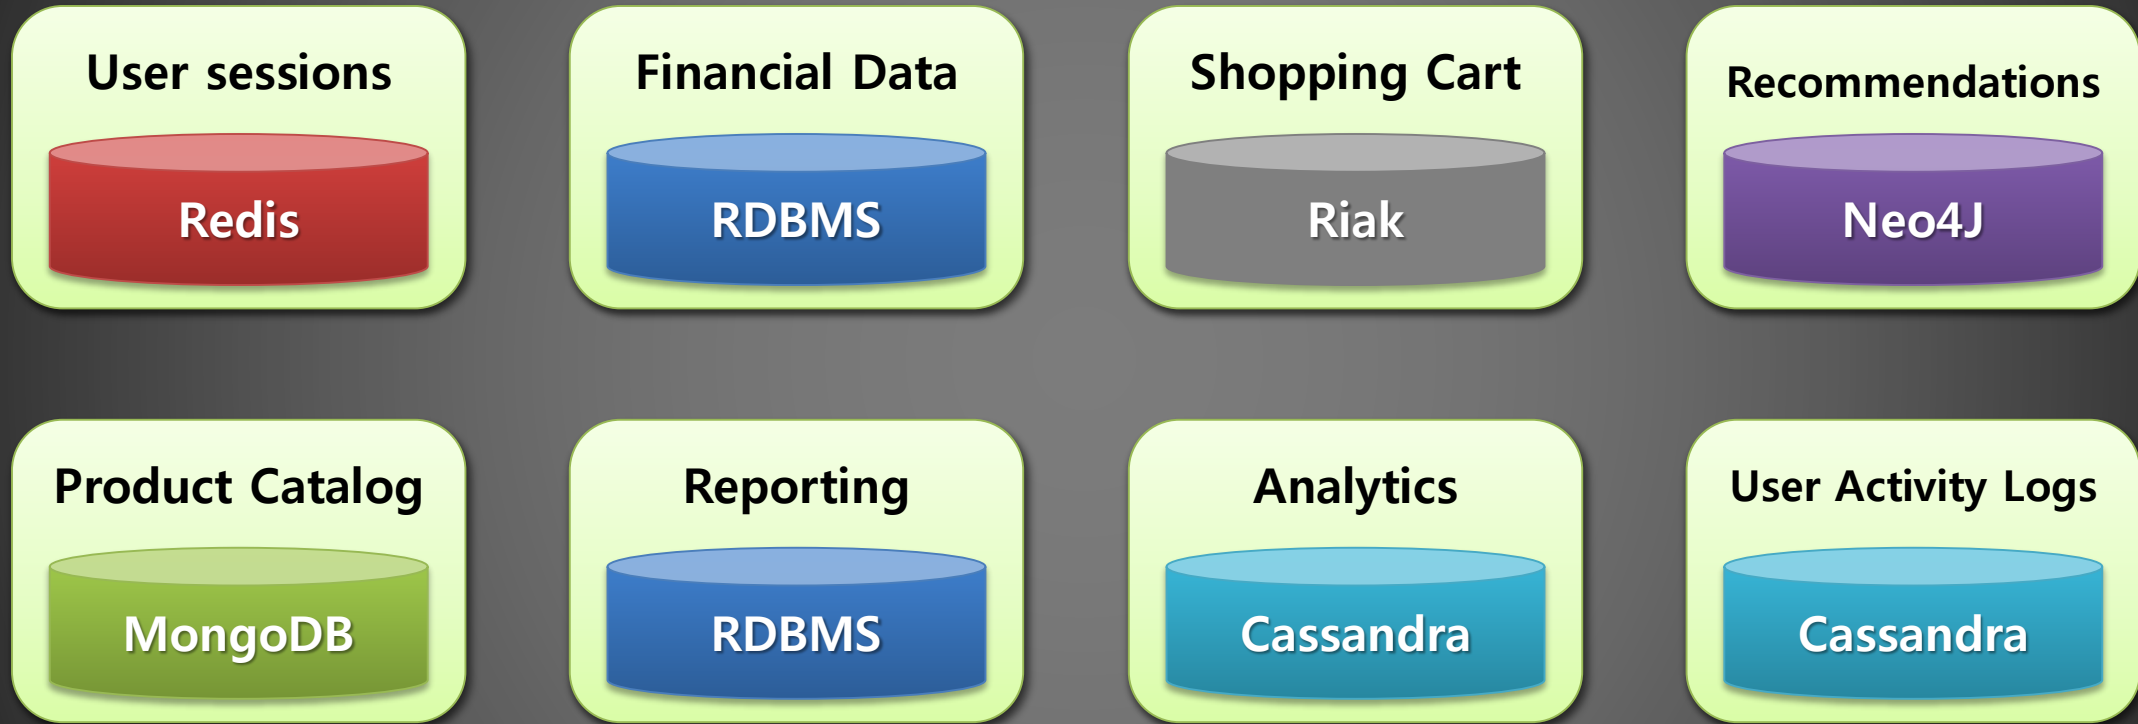 User sessions
Redis
Financial Data
RDBMS
Shopping Cart
Riak
Recommendations
Neo4J
Product Catalog
MongoDB
Reporting
RDBMS
Analytics
Cassandra
User Activity Logs
Cassandra